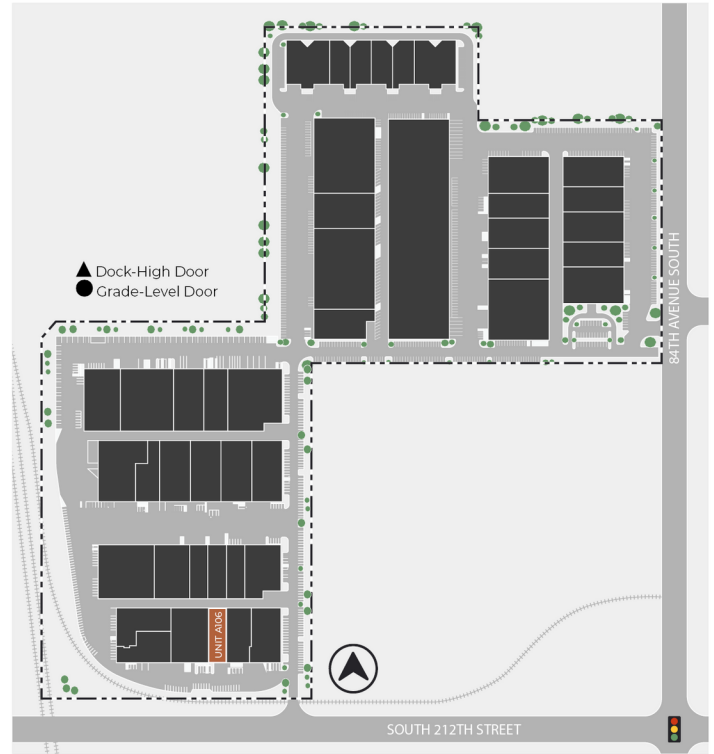 Dock-High Door
Grade-Level Door
84TH AVENUE SOUTH
UNIT A106
SOUTH 212TH STREET